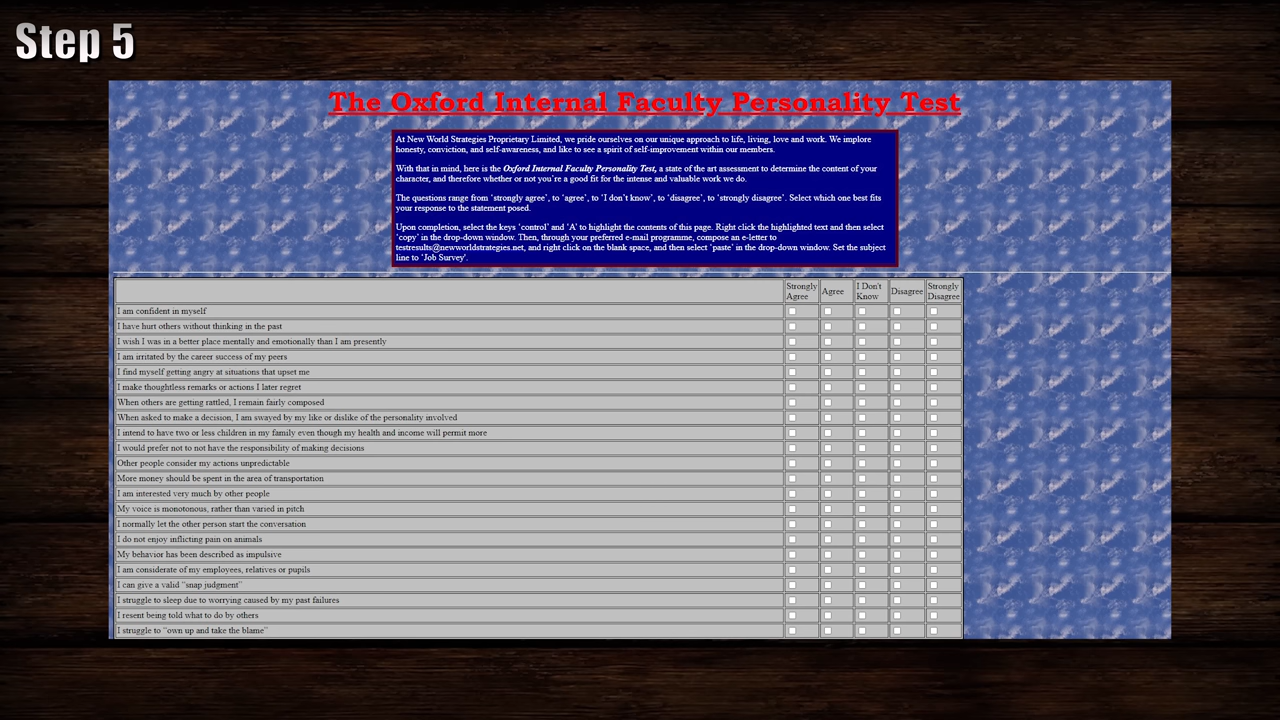 Step 5
The Oxford Internal Faculty Personality Test
At New World Strategies Proprietary Limited, we pride ourselves on our unique approach to life, living, love and work. We implore
honesty, conviction, and self-awareness, and like to see a spirit of self-improvement within our members.
With that in mind, here is the Oxford Internal Faculty Personality Test, a state of the art assessment to determine the content of your
character, and therefore whether or not you're a good fit for the intense and valuable work we do.
The questions range from ‘strongly agree’, to ‘agree’, to ‘I don’t know’, to ‘disagree’, to ‘strongly disagree’. Select which one best fits
your response to the statement posed.
Upon completion, select the keys ‘control’ and ‘A’ to highlight the contents of this page. Right click the highlighted text and then select
‘copy’ in the drop-down window. Then, through your preferred e-mail programme, compose an e-letter to
testresults@newworldstrategies.net, and right click on the blank space, and then select ‘paste’ in the drop-down window. Set the subject
line to ‘Job Survey’.
Strongly Agree Agree I Don't Know Disagree Strongly Disagree
I am confident in myself
I have hurt others without thinking in the past
I wish I was in a better place mentally and emotionally than I am presently
I am irritated by the career success of my peers
I find myself getting angry at situations that upset me
I make thoughtless remarks or actions I later regret
When others are getting rattled, I remain fairly composed
When asked to make a decision, I am swayed by my like or dislike of the personality involved
I intend to have two or less children in my family even though my health and income will permit more
I would prefer not to not have the responsibility of making decisions
Other people consider my actions unpredictable
More money should be spent in the area of transportation
I am interested very much by other people
My voice is monotonous, rather than varied in pitch
I normally let the other person start the conversation
I do not enjoy inflicting pain on animals
My behavior has been described as impulsive
I am considerate of my employees, relatives or pupils
I can give a valid "snap judgment"
I struggle to sleep due to worrying caused by my past failures
I resent being told what to do by others
I struggle to "own up and take the blame"